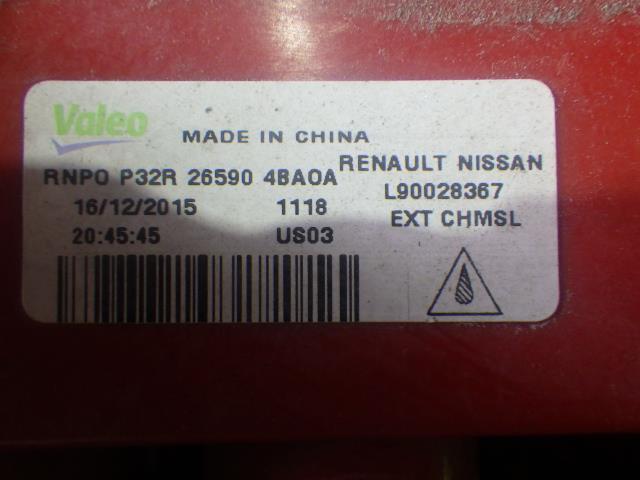 Valeo
MADE IN CHINA
RENAULT NISSAN
RNPO P32R 26590 4BA0A
L90028367
16/12/2015 1118
EXT CHMSL
20:45:45 US03